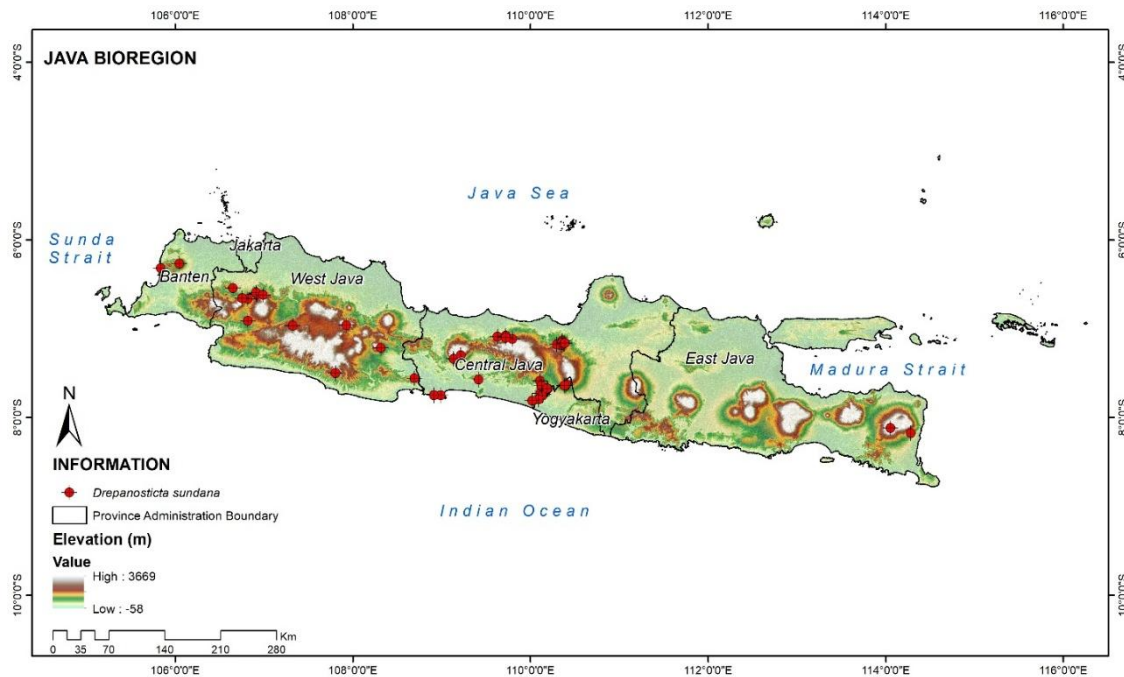 106°0'0"E 108°0'0"E 110°0'0"E 112°0'0"E 114°0'0"E 116°0'0"E
JAVA BIOREGION
4°0'0"S 4°0'0"S
Java Sea
Sunda
Strait
6°0'0"S 6°0'0"S
Jakarta
Banten
West Java
Central Java
East Java
Madura Strait
Yogyakarta
N
8°0'0"S 8°0'0"S
INFORMATION
Drepanosticta sundana
Province Administration Boundary
Indian Ocean
Elevation (m)
Value
High : 3669
Low : -58
10°0'0"S 10°0'0"S
Km
0 35 70 140 210 280
106°0'0"E 108°0'0"E 110°0'0"E 112°0'0"E 114°0'0"E 116°0'0"E